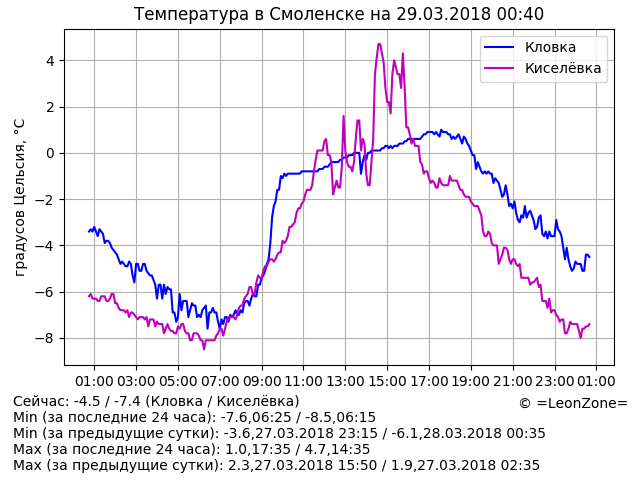 Температура в Смоленске на 29.03.2018 00:40
Кловка
Киселёвка
градусов Цельсия, °C
4
2
0
−2
−4
−6
−8
01:00 03:00 05:00 07:00 09:00 11:00 13:00 15:00 17:00 19:00 21:00 23:00 01:00
Сейчас: -4.5 / -7.4 (Кловка / Киселёвка)
© =LeonZone=
Min (за последние 24 часа): -7.6,06:25 / -8.5,06:15
Min (за предыдущие сутки): -3.6,27.03.2018 23:15 / -6.1,28.03.2018 00:35
Max (за последние 24 часа): 1.0,17:35 / 4.7,14:35
Max (за предыдущие сутки): 2.3,27.03.2018 15:50 / 1.9,27.03.2018 02:35